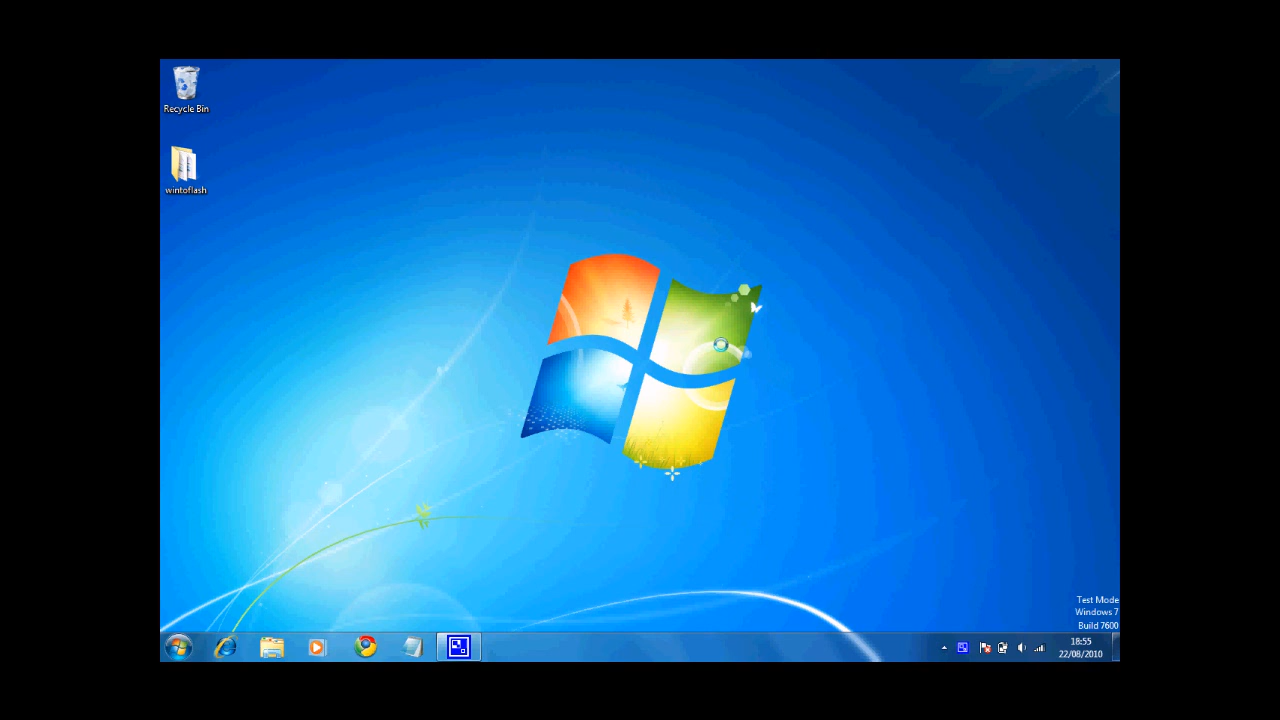 Recycle Bin
wintoflash
Test Mode
Windows 7
Build 7600
18:55
22/08/2010